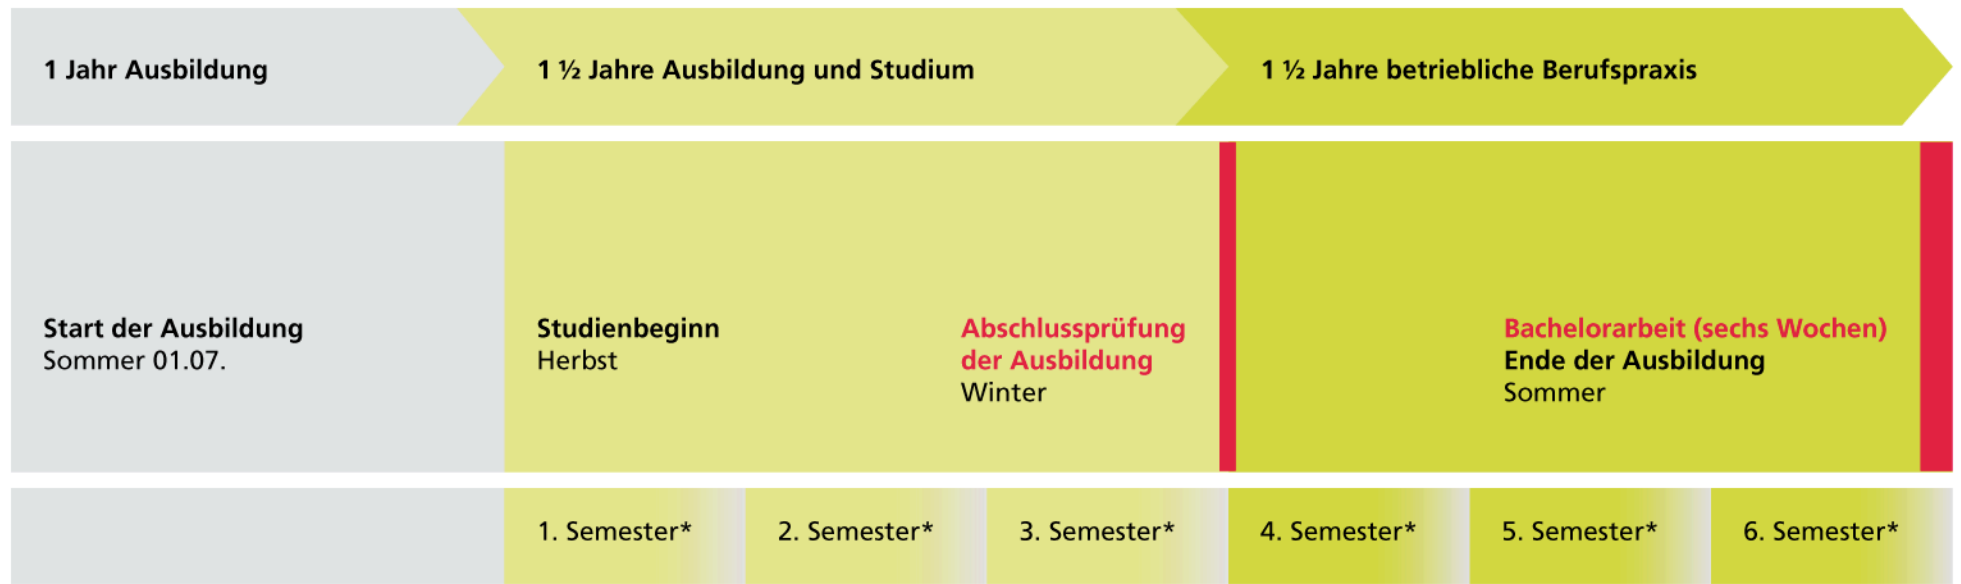 1 Jahr Ausbildung
1 ½ Jahre Ausbildung und Studium
1 ½ Jahre betriebliche Berufspraxis
Start der Ausbildung
Sommer 01.07.
Studienbeginn
Herbst
Abschlussprüfung
der Ausbildung
Winter
Bachelorarbeit (sechs Wochen)
Ende der Ausbildung
Sommer
1. Semester*
2. Semester*
3. Semester*
4. Semester*
5. Semester*
6. Semester*